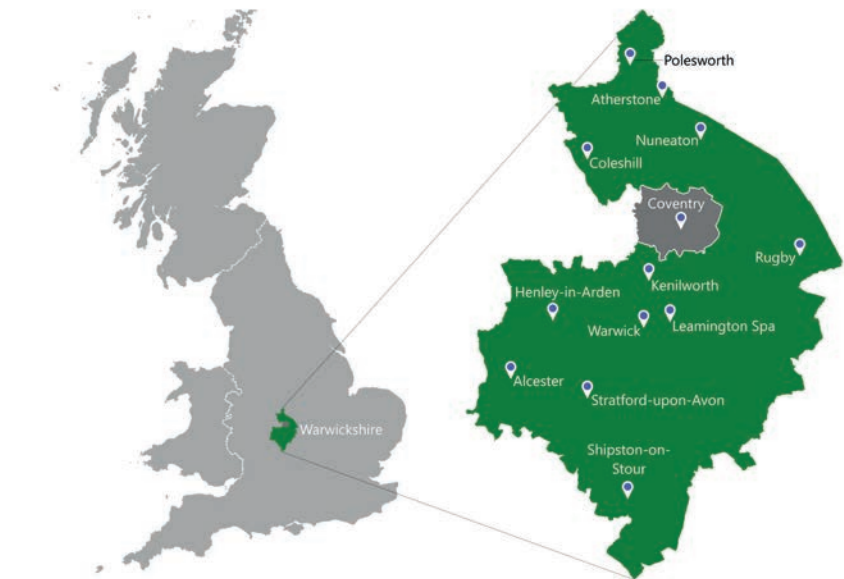 Polesworth
Atherstone
Nuneaton
Coleshill
Coventry
Rugby
Kenilworth
Henley-in-Arden
Warwick
Leamington Spa
Alcester
Stratford-upon-Avon
Warwickshire
Shipston-on-
Stour